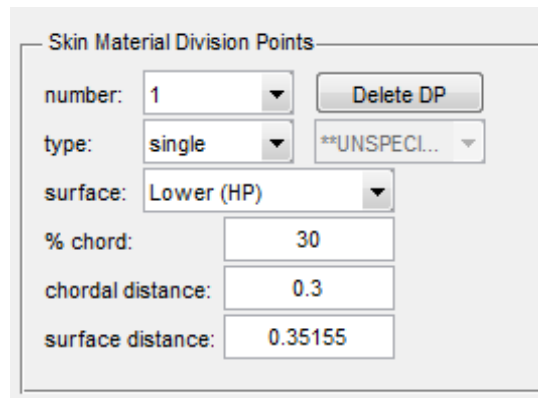 Skin Material Division Points
number: 1 Delete DP
type: single **UNSPECI...
surface: Lower (HP)
% chord: 30
chordal distance: 0.3
surface distance: 0.35155